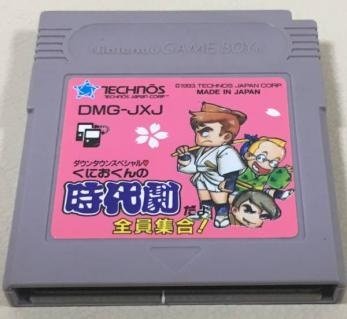 Nintendo GAME BOY™
TECHNŌS
TECHNOS JAPAN CORP
©1993 TECHNOS JAPAN CORP
MADE IN JAPAN
DMG-JXJ
ダウンタウンスペシャル♡
くにおくんの
時代劇だよ
全員集合!